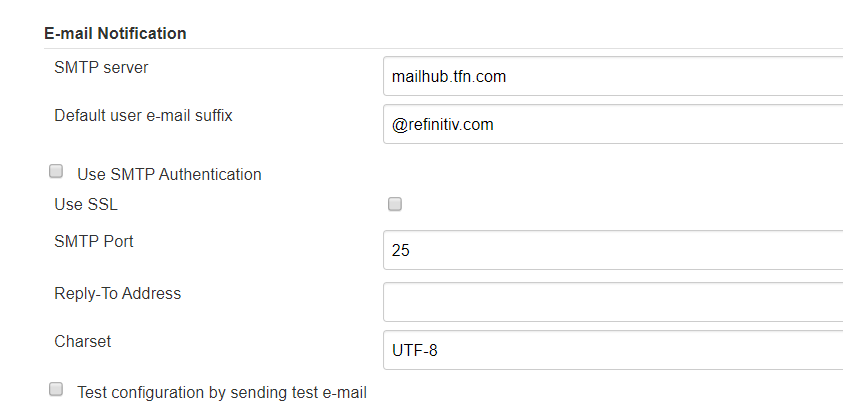 E-mail Notification
SMTP server
mailhub.tfn.com
Default user e-mail suffix
@refinitiv.com
Use SMTP Authentication
Use SSL
SMTP Port
25
Reply-To Address
Charset
UTF-8
Test configuration by sending test e-mail